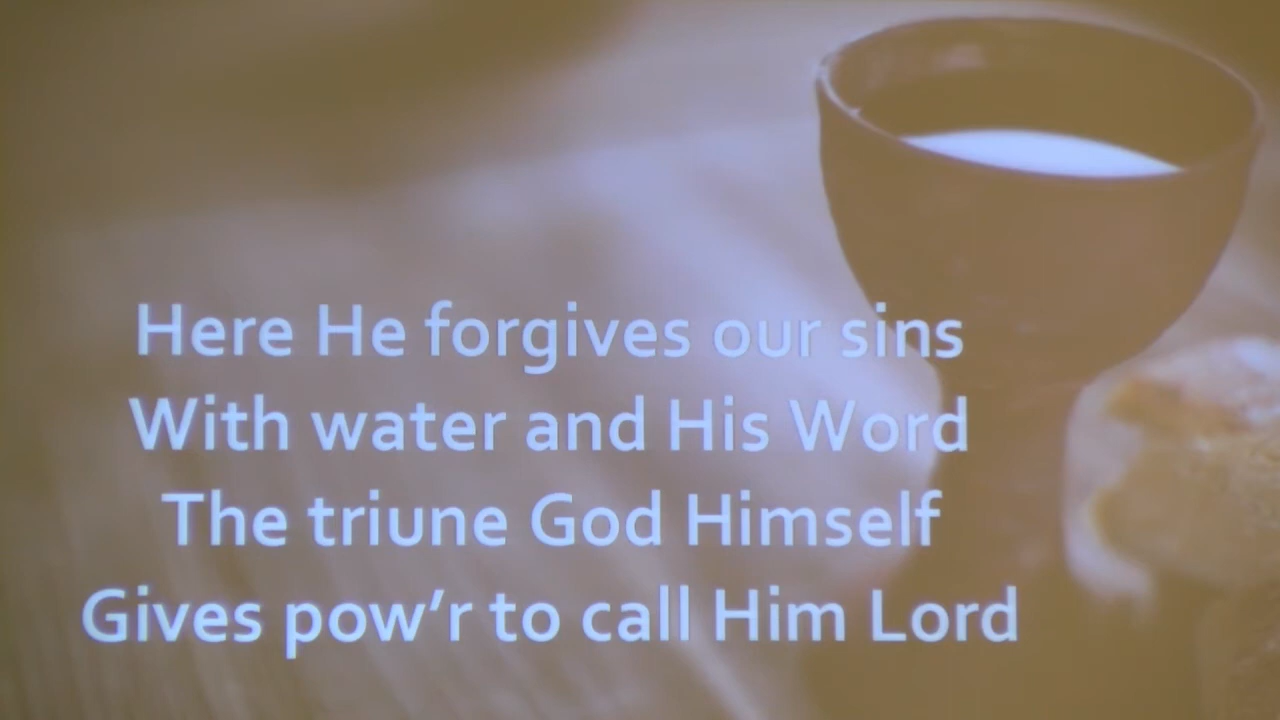 Here He forgives our sins
With water and His Word
The triune God Himself
Gives pow’r to call Him Lord